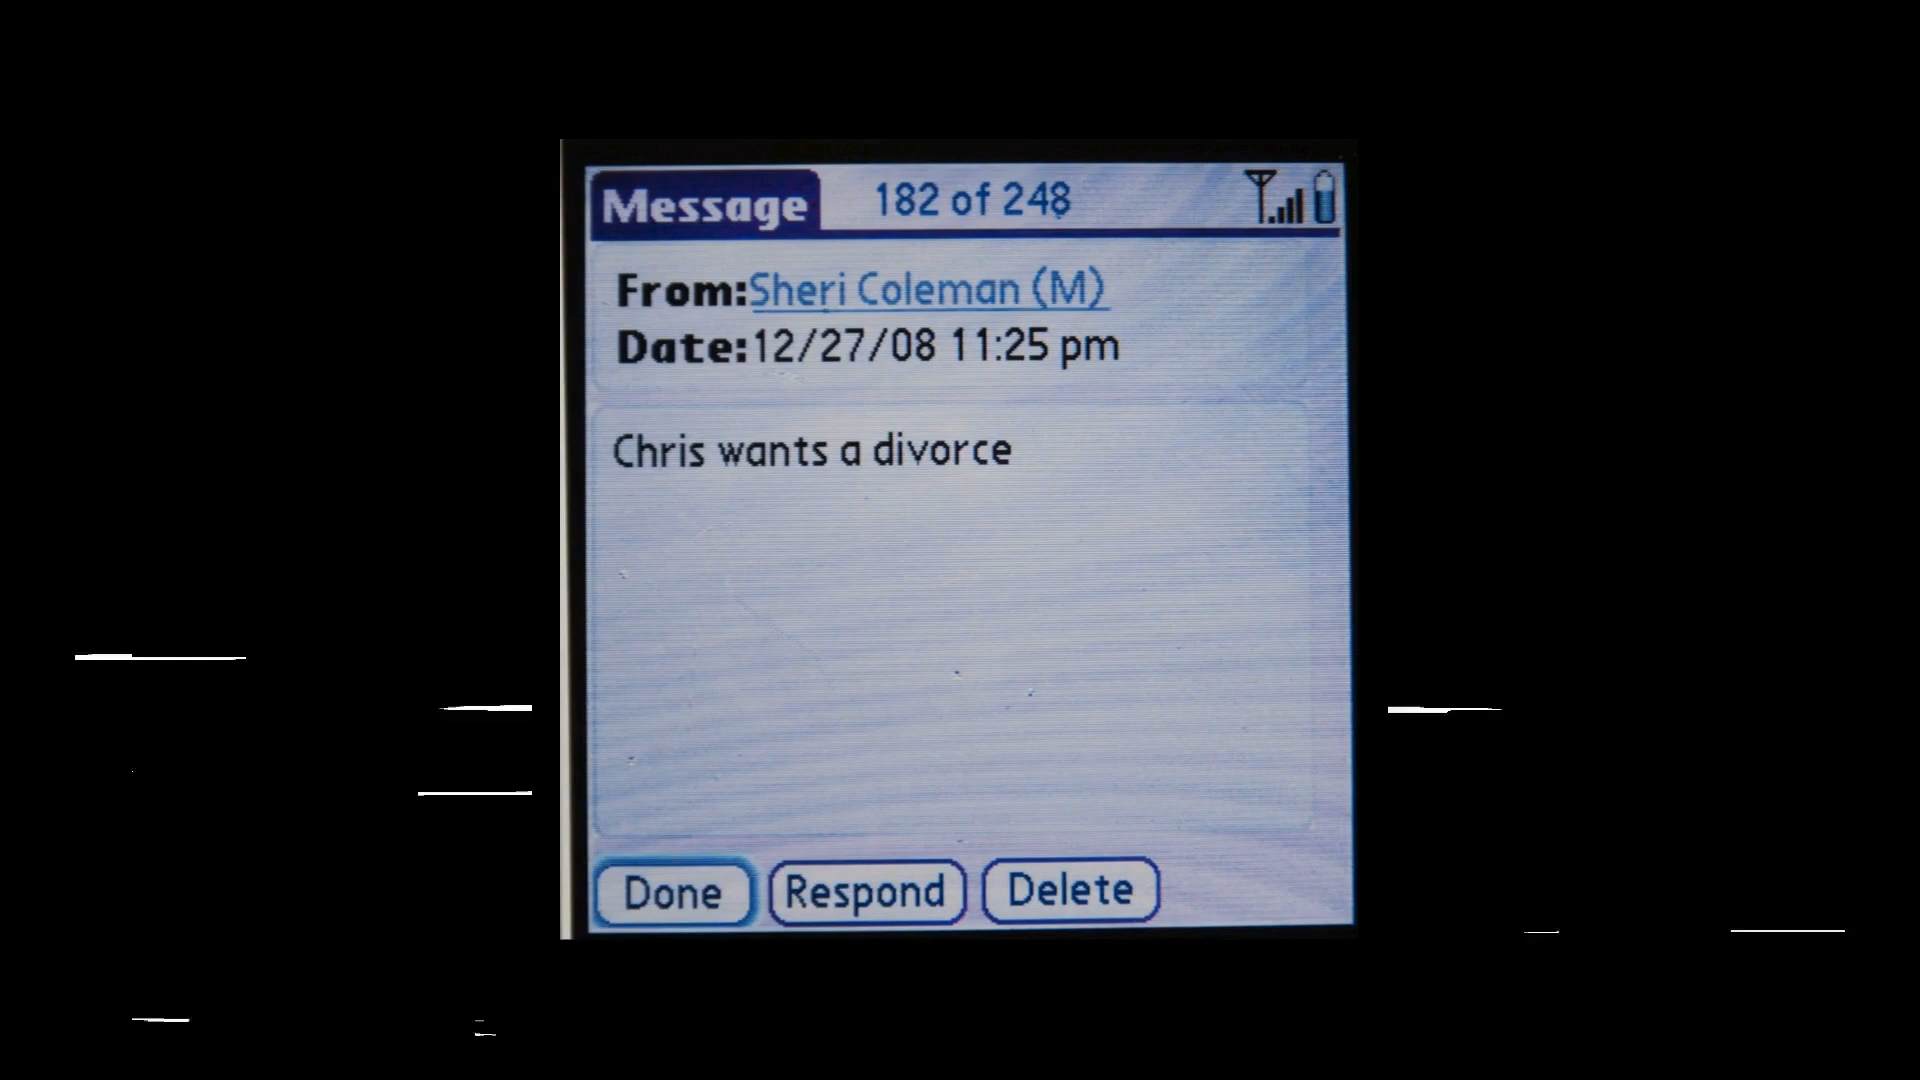 Message 182 of 248
From:Sheri Coleman (M)
Date:12/27/08 11:25 pm
Chris wants a divorce
Done Respond Delete